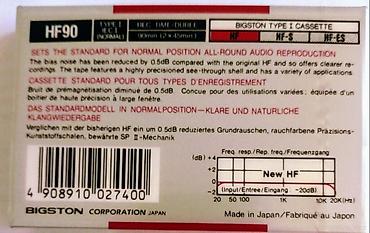 HF90
TYPE I
IEC I
(NORMAL)
REC. TIME・DURÉE
90min (2×45min)
BIGSTON TYPE I CASSETTE
HF HF-S HF-ES
SETS THE STANDARD FOR NORMAL POSITION ALL-ROUND AUDIO REPRODUCTION
The bias noise has been reduced by 0.5dB compared with the original HF and so offers clearer re-
cordings. The tape features a highly precisioned see-through shell and has a variety of applications.
CASSETTE STANDARD POUR TOUS TYPES D'ENREGISTREMENT
Bruit de prémagnétisation diminué de 0.5dB. Concue pour des utilisations variées; équipée d'un
boitier de haute précision à large fenêtre.
DAS STANDARDMODELL IN NORMALPOSITION—KLARE UND NATURLICHE
KLANGWIEDERGABE
Verglichen mit der bisherigen HF ein um 0.5dB reduziertes Grundrauschen, rauchfarbene Präzisions-
Kunststoffschalen, bewährte SP II-Mechanik
4 908910 027400
Freq. resp./Rep. freq./Frequenzgang
(dB)
+4
+2
0
-2
New HF
(Input/Entree/Eingang −20dB)
20 50 100 1K 10K 20K(Hz)
BIGSTON CORPORATION JAPAN
Made in Japan/Fabriqué au Japon